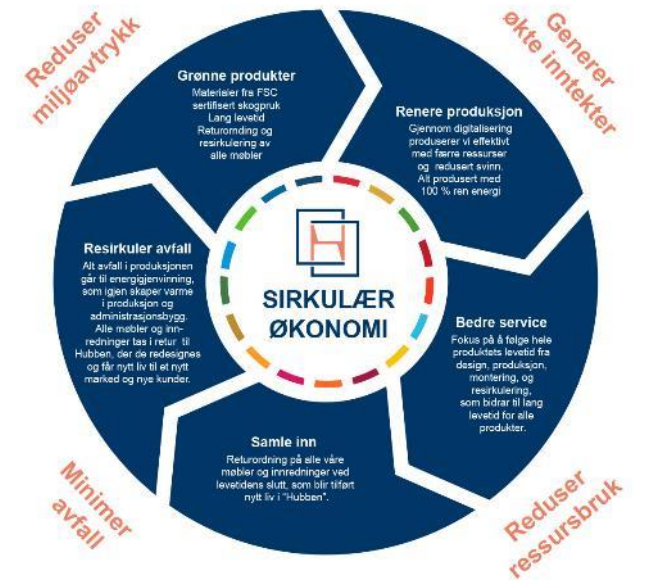 Reduser
miljøavtrykk
Generer
økte inntekter
Grønne produkter
Materialer fra FSC
sertifisert skogpruk
Lang levetid
Returornding og
resirkulering av
alle møbler
Renere produksjon
Gjennom digitalisering
produserer vi effektivt
med færre ressurser
og redusert svinn.
Alt produsert med
100 % ren energi
Bedre service
Fokus på å følge hele
produktets levetid fra
design, produksjon,
montering, og
resirkulering,
som bidrar til lang
levetid for alle
produkter.
Samle inn
Returordning på alle våre
møbler og innredninger ved
levetidens slutt, som blir tilført
nytt liv i "Hubben".
Resirkuler avfall
Alt avfall i produksjonen
går til energigjenvinning,
som igjen skaper varme
i produksjon og
administrasjonsbygg.
Alle møbler og inn-
redninger tas i retur til
Hubben, der de redesignes
og får nytt liv til et nytt
marked og nye kunder.
SIRKULÆR
ØKONOMI
Minimer
avfall
Reduser
ressursbruk